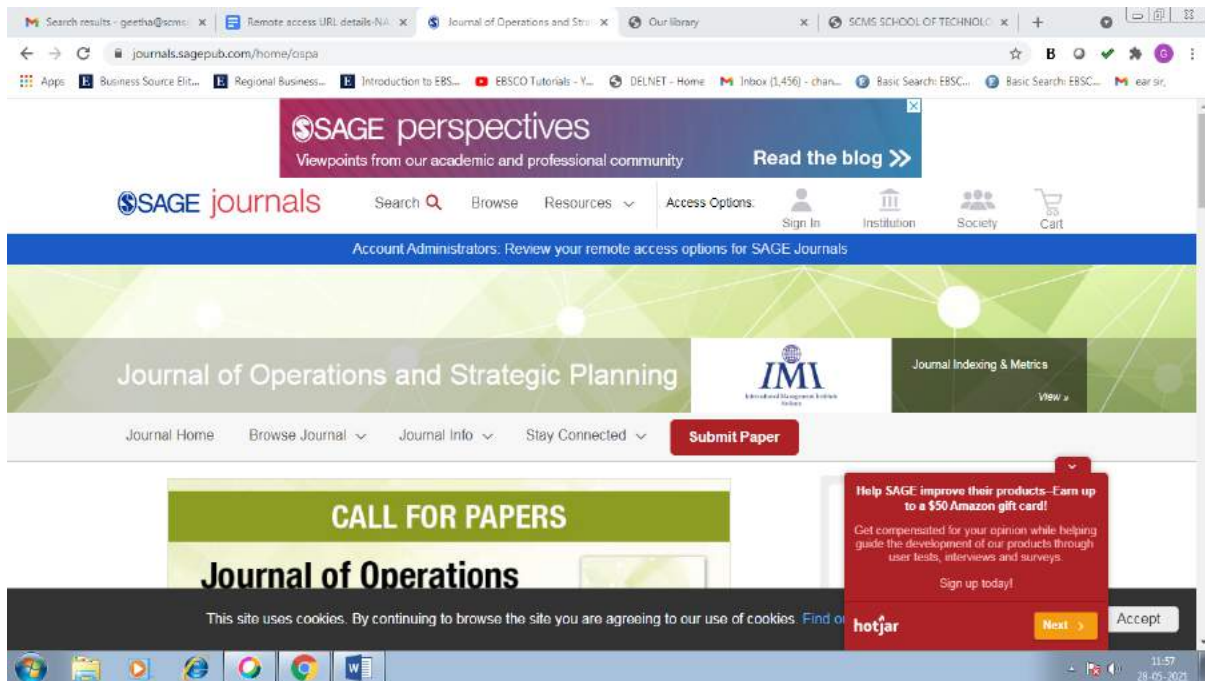 Search results - geetha@scms
Remote access URL details-NA
Journal of Operations and Stra
Our library
SCMS SCHOOL OF TECHNOLO
journals.sagepub.com/home/ospa
B
G
Apps
Business Source Elit...
Regional Business...
Introduction to EBS...
EBSCO Tutorials - Y...
DELNET - Home
Inbox (1,456) - chan...
Basic Search: EBSC...
Basic Search: EBSC...
ear sir,
SAGE perspectives
Viewpoints from our academic and professional community
Read the blog >>
SAGE journals
Search
Browse
Resources
Access Options:
Sign In
Institution
Society
Cart
Account Administrators: Review your remote access options for SAGE Journals
Journal of Operations and Strategic Planning
IMI
International Management Institute
Kolkata
Journal Indexing & Metrics
View »
Journal Home
Browse Journal
Journal Info
Stay Connected
Submit Paper
CALL FOR PAPERS
Journal of Operations
Help SAGE improve their products–Earn up
to a $50 Amazon gift card!
Get compensated for your opinion while helping
guide the development of our products through
user tests, interviews and surveys.
Sign up today!
hotjar
Next >
This site uses cookies. By continuing to browse the site you are agreeing to our use of cookies. Find o
Accept
11:57
28-05-2021